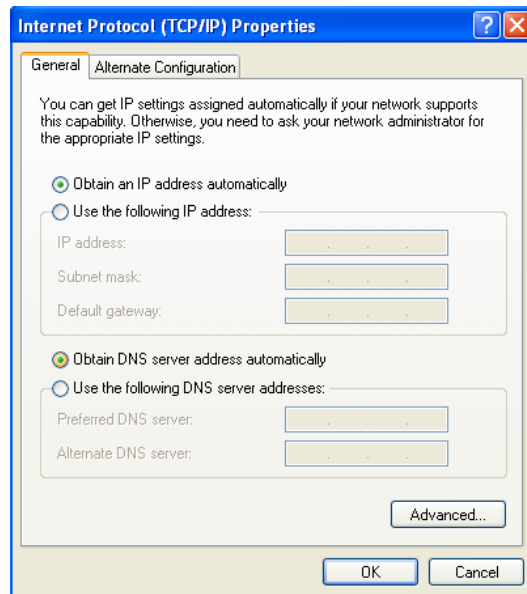 Internet Protocol (TCP/IP) Properties
General
Alternate Configuration
You can get IP settings assigned automatically if your network supports
this capability. Otherwise, you need to ask your network administrator for
the appropriate IP settings.
Obtain an IP address automatically
Use the following IP address:
IP address:
Subnet mask:
Default gateway:
Obtain DNS server address automatically
Use the following DNS server addresses:
Preferred DNS server:
Alternate DNS server:
Advanced...
OK
Cancel